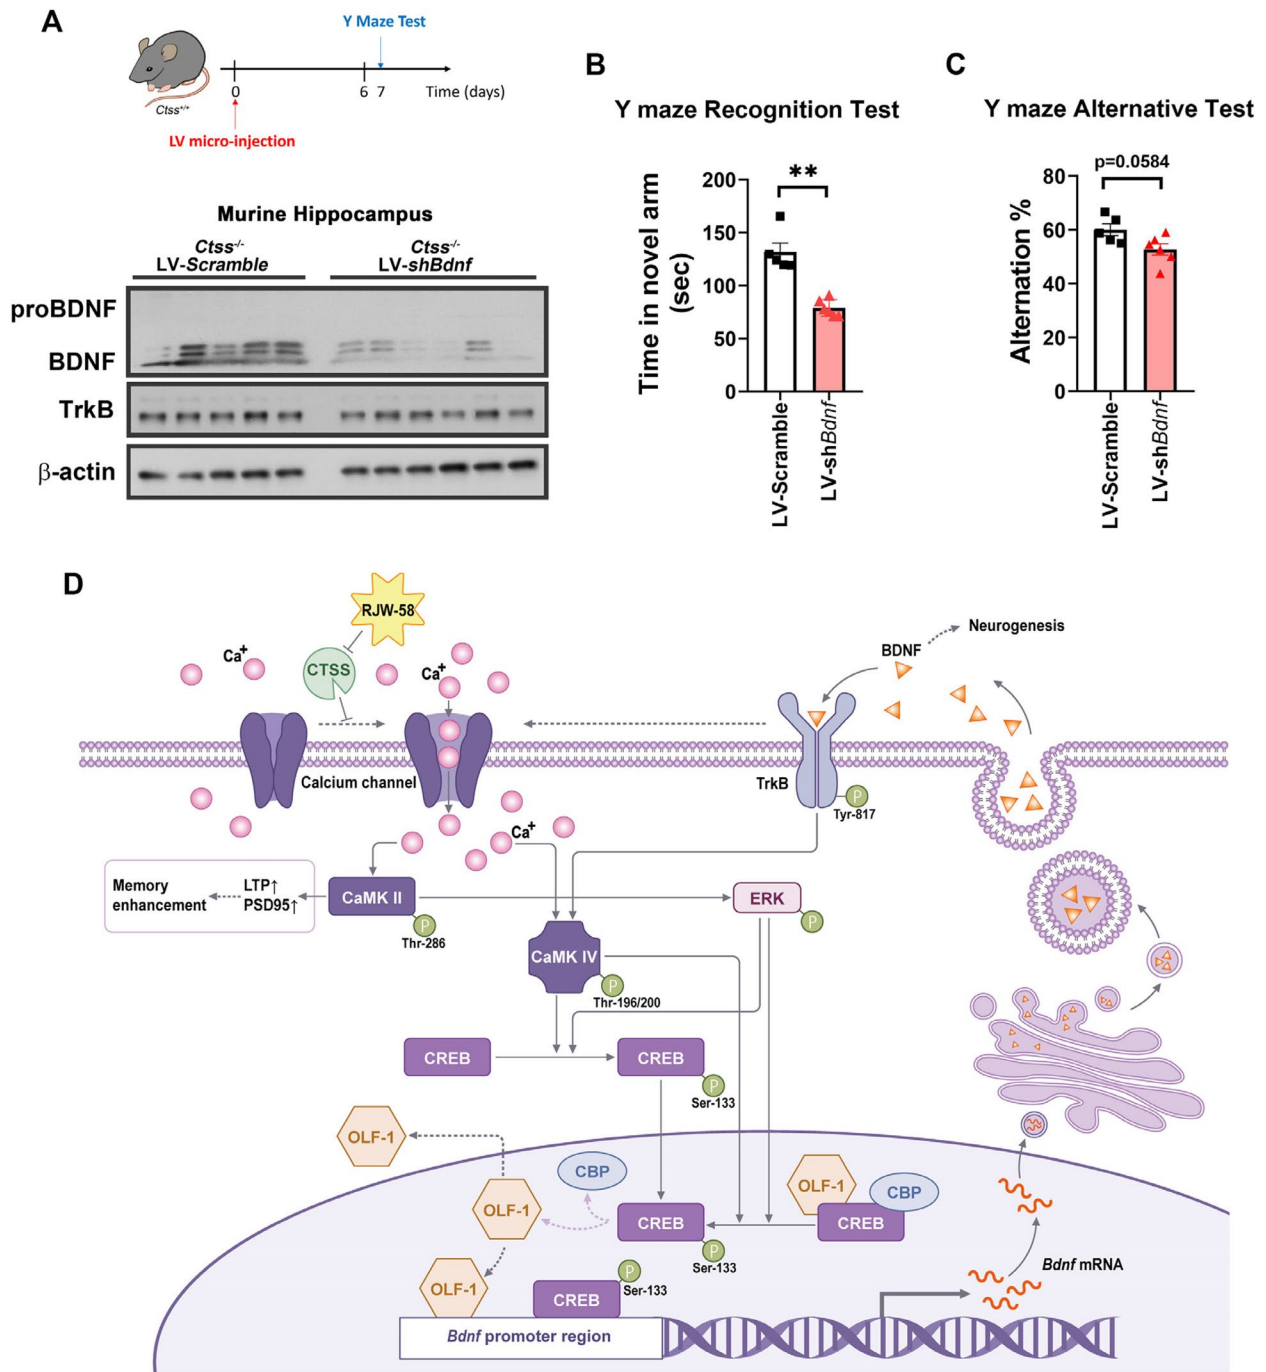 A
Y Maze Test
Ctss+/+
0
6 7
Time (days)
LV micro-injection
Murine Hippocampus
Ctss-/-
LV-Scramble
Ctss-/-
LV-shBdnf
proBDNF
BDNF
TrkB
β-actin
B
Y maze Recognition Test
Time in novel arm
(sec)
200
150
100
50
0
**
LV-Scramble
LV-shBdnf
C
Y maze Alternative Test
p=0.0584
Alternation %
80
60
40
20
0
LV-Scramble
LV-shBdnf
D
RJW-58
Ca+
CTSS
Ca+
Calcium channel
BDNF
Neurogenesis
TrkB
P
Tyr-817
Ca+
Memory
enhancement
LTP↑
PSD95↑
CaMK II
P
Thr-286
ERK
P
CaMK IV
P
Thr-196/200
CREB
CREB
P
Ser-133
OLF-1
CBP
OLF-1
CREB
P
Ser-133
OLF-1
CBP
CREB
OLF-1
CREB
P
Ser-133
Bdnf mRNA
Bdnf promoter region